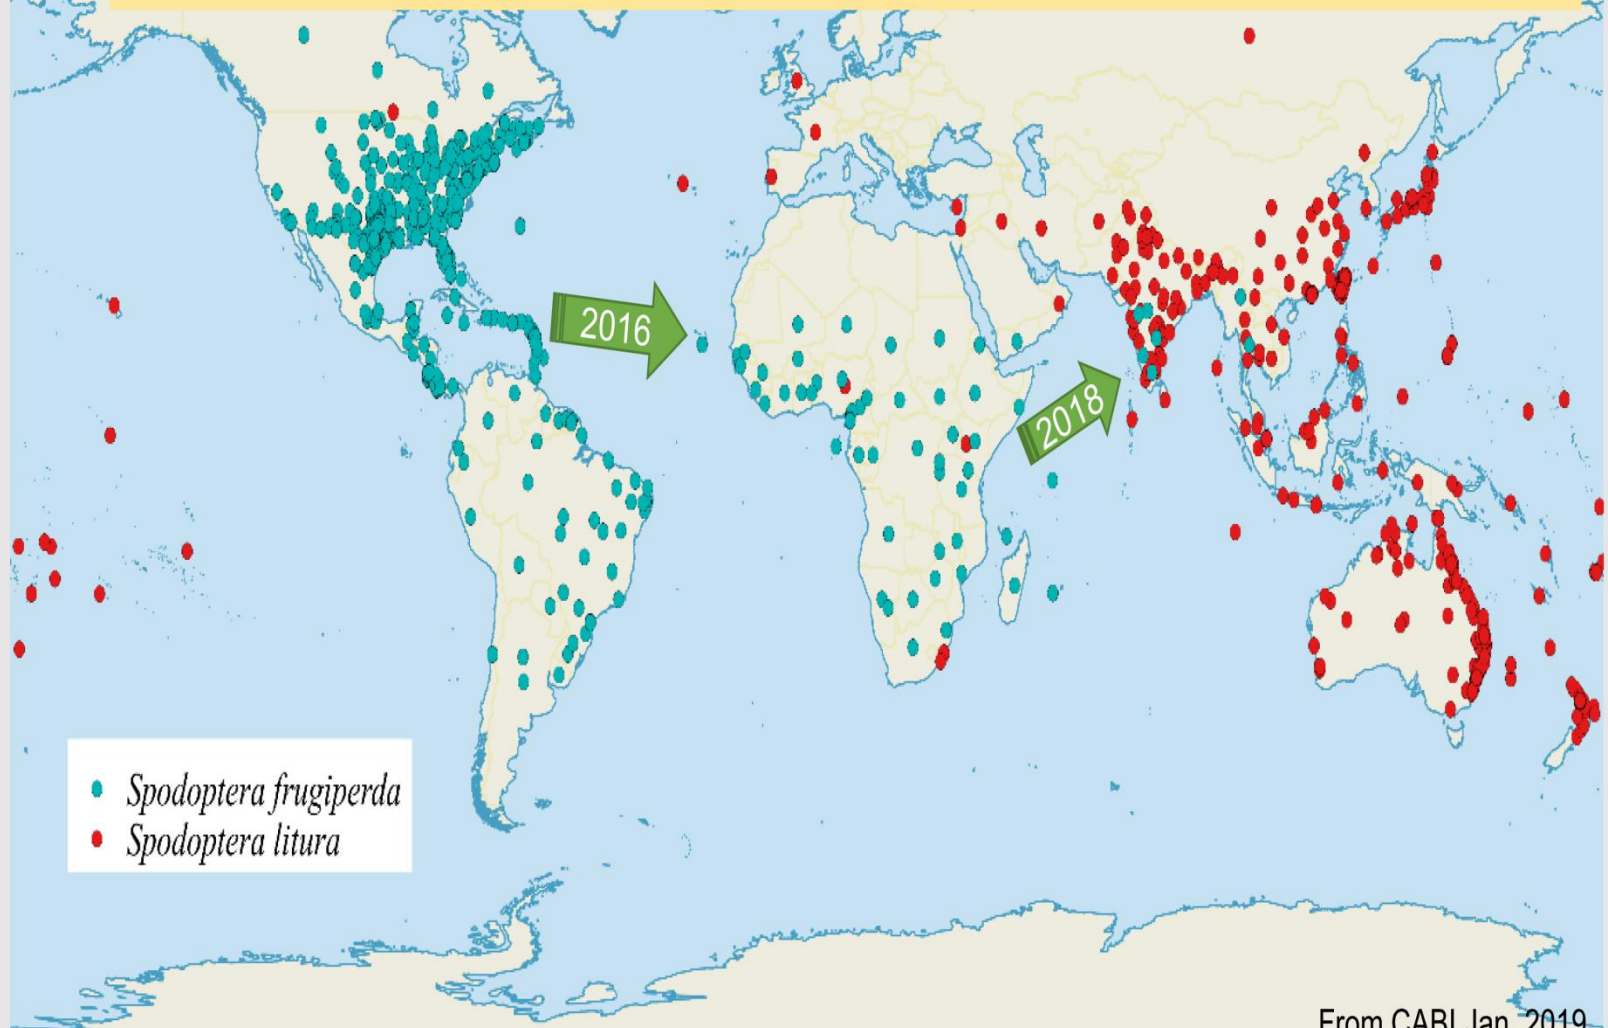 2016
2018
Spodoptera frugiperda
Spodoptera litura
From CABI Jan. 2019